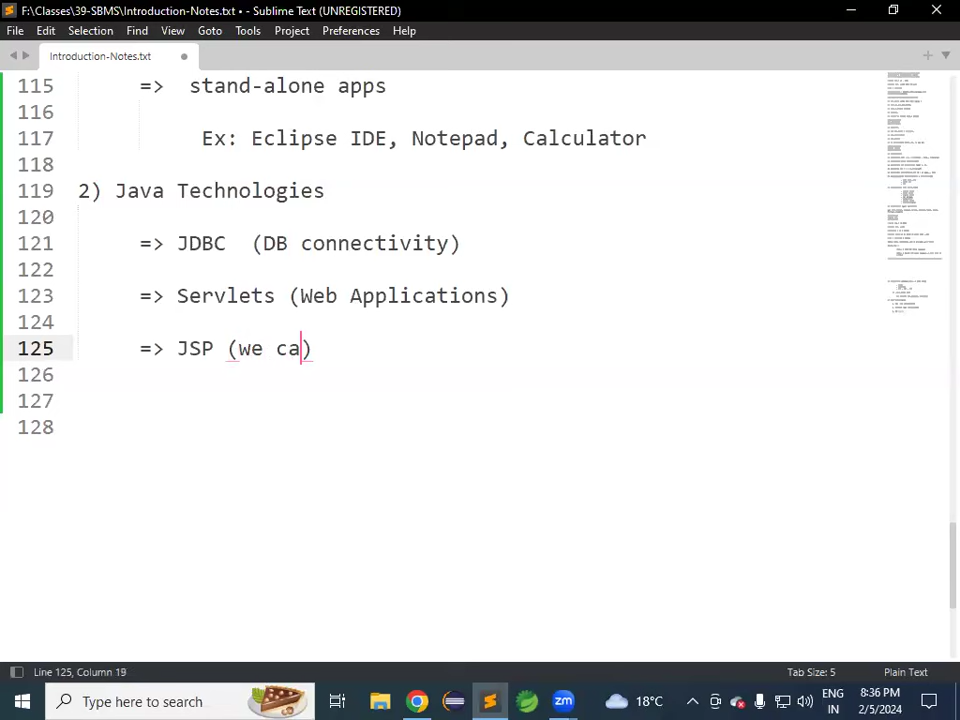 F:\Classes\39-SBMS\Introduction-Notes.txt • - Sublime Text (UNREGISTERED)
File Edit Selection Find View Goto Tools Project Preferences Help
Introduction-Notes.txt
115 => stand-alone apps
116
117 Ex: Eclipse IDE, Notepad, Calculator
118
119 2) Java Technologies
120
121 => JDBC (DB connectivity)
122
123 => Servlets (Web Applications)
124
125 => JSP (we ca)
126
127
128
Line 125, Column 19 Tab Size: 5 Plain Text
Type here to search zm 18°C ENG IN 8:36 PM 2/5/2024